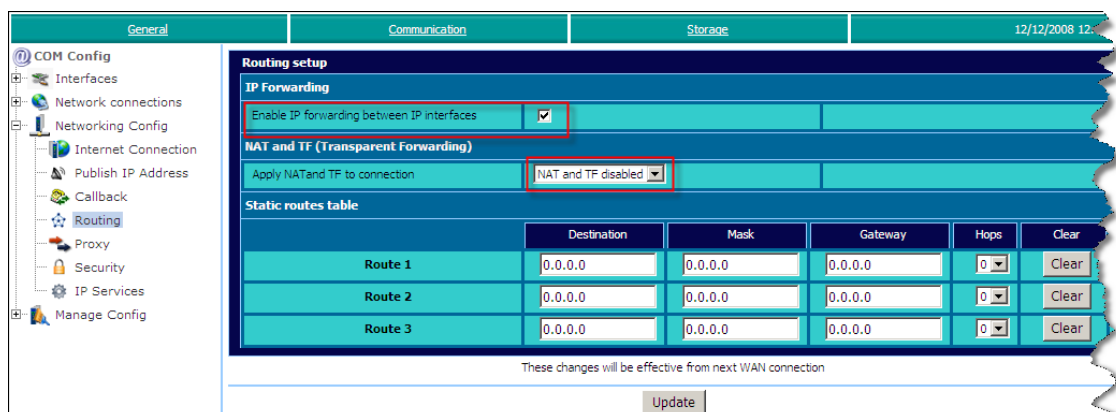 General Communication Storage 12/12/2008 12:
COM Config
Interfaces
Network connections
Networking Config
Internet Connection
Publish IP Address
Callback
Routing
Proxy
Security
IP Services
Manage Config
Routing setup
IP Forwarding
Enable IP forwarding between IP interfaces
NAT and TF (Transparent Forwarding)
Apply NATand TF to connection NAT and TF disabled
Static routes table
Destination Mask Gateway Hops Clear
Route 1 0.0.0.0 0.0.0.0 0.0.0.0 0 Clear
Route 2 0.0.0.0 0.0.0.0 0.0.0.0 0 Clear
Route 3 0.0.0.0 0.0.0.0 0.0.0.0 0 Clear
These changes will be effective from next WAN connection
Update